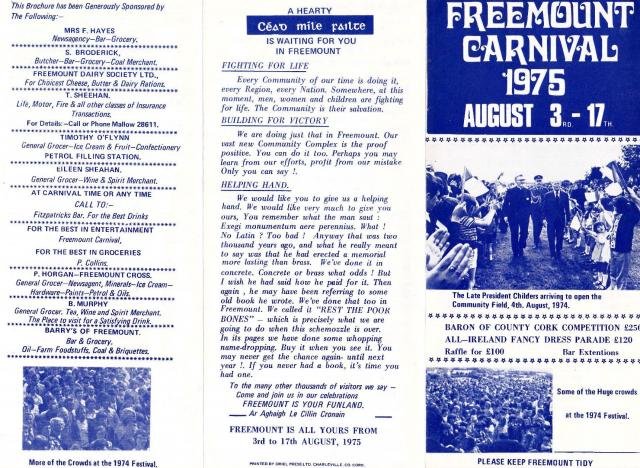 This Brochure has been Generously Sponsored by
The Following:-
MRS F. HAYES
Newsagency—Bar—Grocery.
S. BRODERICK,
Butcher—Bar—Grocery—Coal Merchant.
FREEMOUNT DAIRY SOCIETY LTD.,
For Choicest Cheese, Butter & Dairy Rations.
T. SHEEHAN.
Life, Motor, Fire & all other classes of Insurance
Transactions.
For Details:—Call or Phone Mallow 28611.
TIMOTHY O'FLYNN
General Grocer—Ice Cream & Fruit—Confectionery
PETROL FILLING STATION.
EILEEN SHEAHAN.
General Grocer—Wine & Spirit Merchant.
AT CARNIVAL TIME OR ANY TIME
CALL TO:-
Fitzpatricks Bar. For the Best Drinks
FOR THE BEST IN ENTERTAINMENT
Freemount Carnival,
FOR THE BEST IN GROCERIES
P. Collins.
P. HORGAN—FREEMOUNT CROSS.
General Grocer—Newsagent, Minerals—Ice Cream—
Hardware—Paints—Petrol & Oils.
B. MURPHY
General Grocer, Tea, Wine and Spirit Merchant.
The Place to visit for a Satisfying Drink.
BARRY'S OF FREEMOUNT.
Bar & Grocery.
Oil—Farm Foodstuffs, Coal & Briquettes.
More of the Crowds at the 1974 Festival.
A HEARTY
Céad míle fáilte
IS WAITING FOR YOU
IN FREEMOUNT
FIGHTING FOR LIFE
Every Community of our time is doing it,
every Region, every Nation. Somewhere, at this
moment, men, women and children are fighting
for life. The Community is their salvation.
BUILDING FOR VICTORY
We are doing just that in Freemount. Our
vast new Community Complex is the proof
positive. You can do it too. Perhaps you may
learn from our efforts, profit from our mistake
Only you can say !.
HELPING HAND.
We would like you to give us a helping
hand. We would like very much to give you
ours, You remember what the man said :
Exegi monumentum aere perennius. What !
No Latin ? Too bad ! Anyway that was two
thousand years ago, and what he really meant
to say was that he had erected a memorial
more lasting than brass. We've done it in
concrete. Concrete or brass what odds ! But
I wish he had said how he paid for it. Then
again , he may have been referring to some
old book he wrote. We've done that too in
Freemount. We called it "REST THE POOR
BONES" — which is precisely what we are
going to do when this schemozzle is over.
In its pages we have done some whopping
name-dropping. Buy it when you see it. You
may never get the chance again- until next
year !. If you never had a book, it's time you
had one.
To the many other thousands of visitors we say —
Come and join us in our celebrations
FREEMOUNT IS YOUR FUNLAND.
Ar Aghaigh Le Cillin Cronain
FREEMOUNT IS ALL YOURS FROM
3rd to 17th AUGUST, 1975
PRINTED BY ORIEL PRESS LTD. CHARLEVILLE, CO. CORK.
FREEMOUNT
CARNIVAL
1975
AUGUST 3RD.-17TH.
The Late President Childers arriving to open the
Community Field, 4th. August, 1974.
BARON OF COUNTY CORK COMPETITION £250
ALL-IRELAND FANCY DRESS PARADE £120
Raffle for £100 Bar Extentions
Some of the Huge crowds
at the 1974 Festival.
PLEASE KEEP FREEMOUNT TIDY